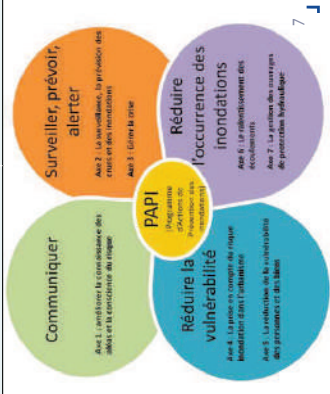 Communiquer
Axe 1 : améliorer la connaissance des
aléas et la conscience du risque
Surveiller, prévoir,
alerter
Axe 2 : La surveillance, la prévision des
crues et des inondations
Axe 3 : Gérer la crise
PAPI
(Programme
d'Actions de
Prévention des
Inondations)
Réduire la
vulnérabilité
Axe 4 : La prise en compte du risque
inondation dans l'urbanisme
Axe 5 : La réduction de la vulnérabilité
des personnes et des biens
Réduire
l'occurrence des
inondations
Axe 6 : Le ralentissement des
écoulements
Axe 7 : La gestion des ouvrages
de protection hydraulique
7